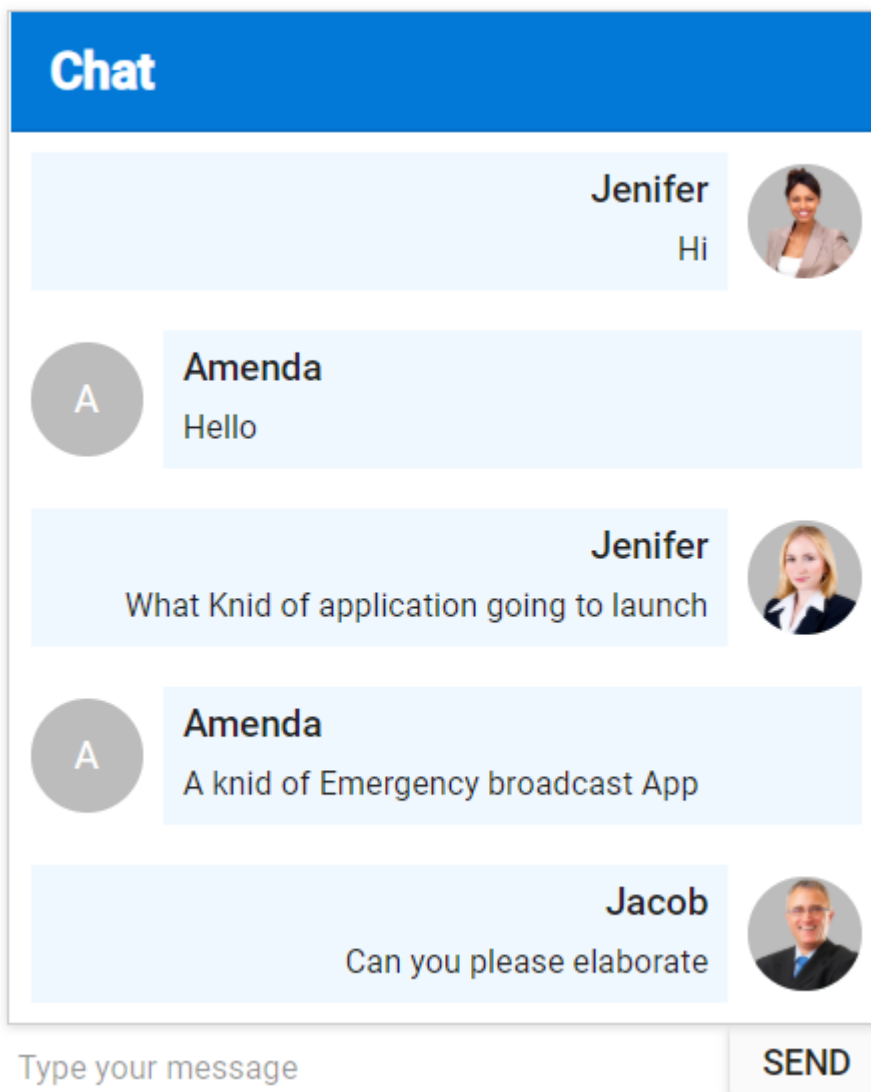 Chat
Jenifer
Hi
A
Amenda
Hello
Jenifer
What Knid of application going to launch
A
Amenda
A knid of Emergency broadcast App
Jacob
Can you please elaborate
Type your message
SEND